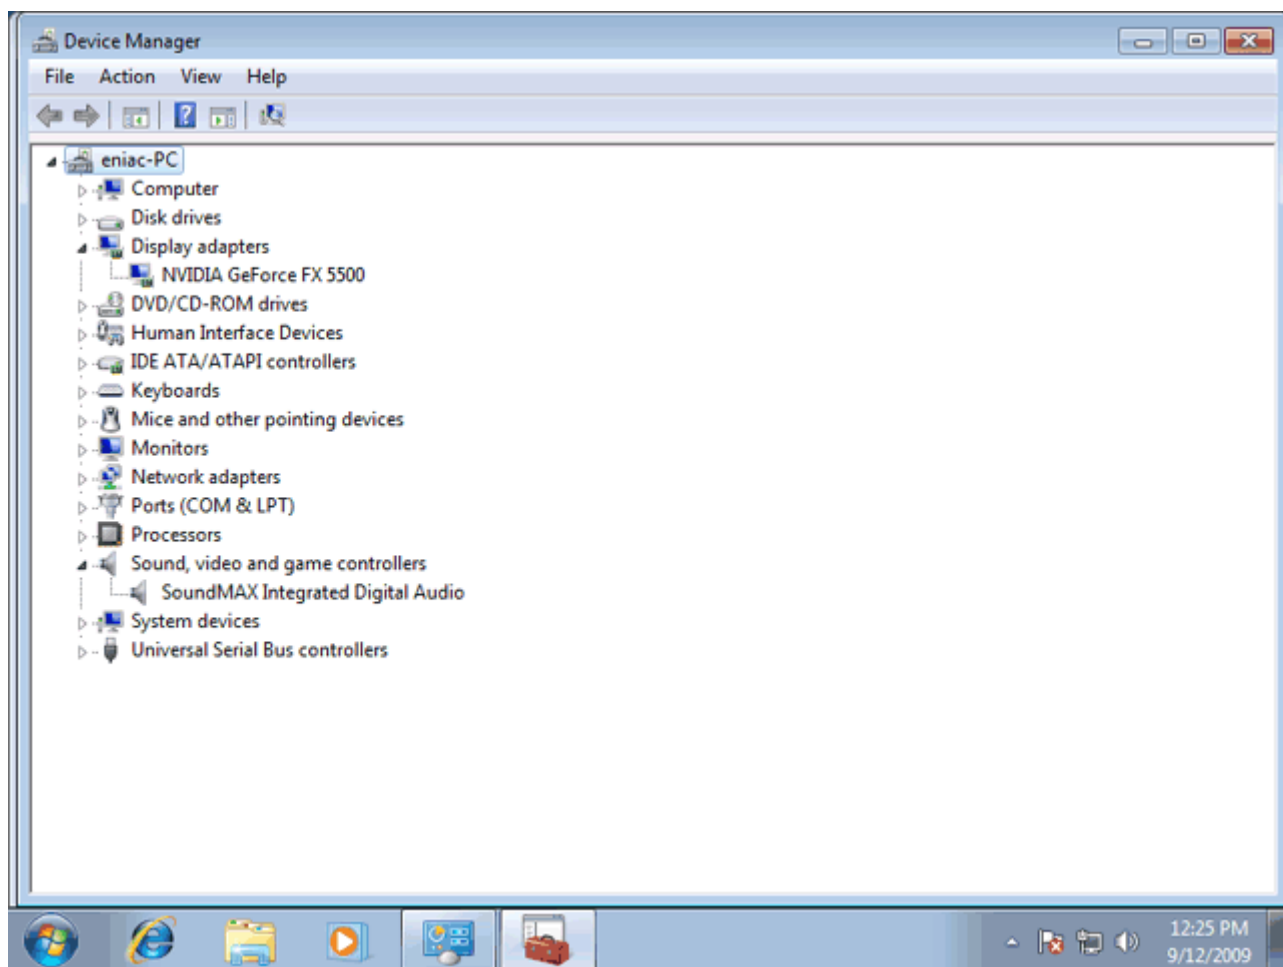 Device Manager
File Action View Help
eniac-PC
Computer
Disk drives
Display adapters
NVIDIA GeForce FX 5500
DVD/CD-ROM drives
Human Interface Devices
IDE ATA/ATAPI controllers
Keyboards
Mice and other pointing devices
Monitors
Network adapters
Ports (COM & LPT)
Processors
Sound, video and game controllers
SoundMAX Integrated Digital Audio
System devices
Universal Serial Bus controllers
12:25 PM
9/12/2009